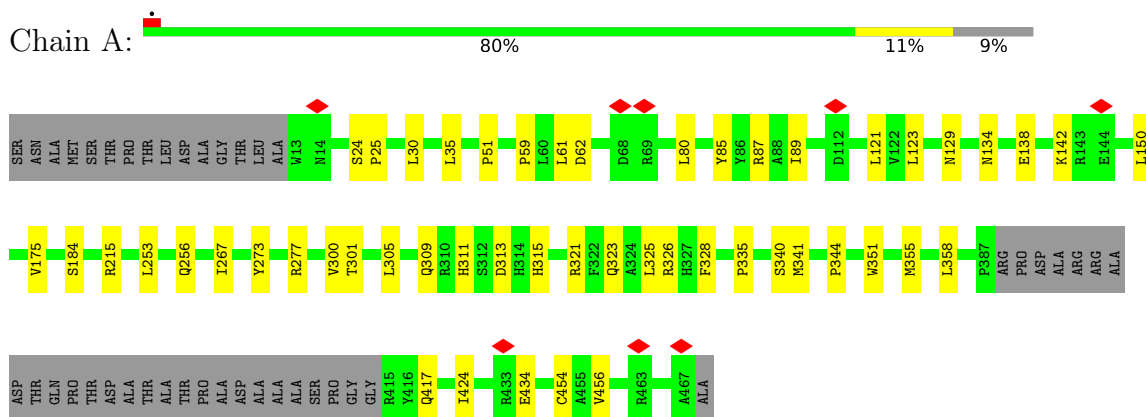 Chain A:
80% 11% 9%
SER ASN ALA MET SER THR PRO THR LEU ASP ALA GLY THR LEU ALA W13 N14 S24 P25 L30 L35 P51 P59 L60 L61 D62 D68 R69 L80 Y85 Y86 R87 A88 I89 D112 L121 V122 L123 N129 N134 E138 K142 R143 E144 L150
V175 S184 R215 L253 Q256 I267 Y273 R277 V300 T301 L305 Q309 R310 H311 S312 D313 H314 H315 R321 F322 Q323 A324 L325 R326 H327 F328 P335 S340 M341 P344 W351 M355 L358 P387 ARG PRO ASP ALA ARG ARG ALA
ASP THR GLN PRO THR ASP ALA THR ALA THR PRO ALA ASP ALA ALA ALA SER PRO GLY GLY R415 Y416 Q417 I424 R433 E434 C454 A455 V456 R463 A467 ALA